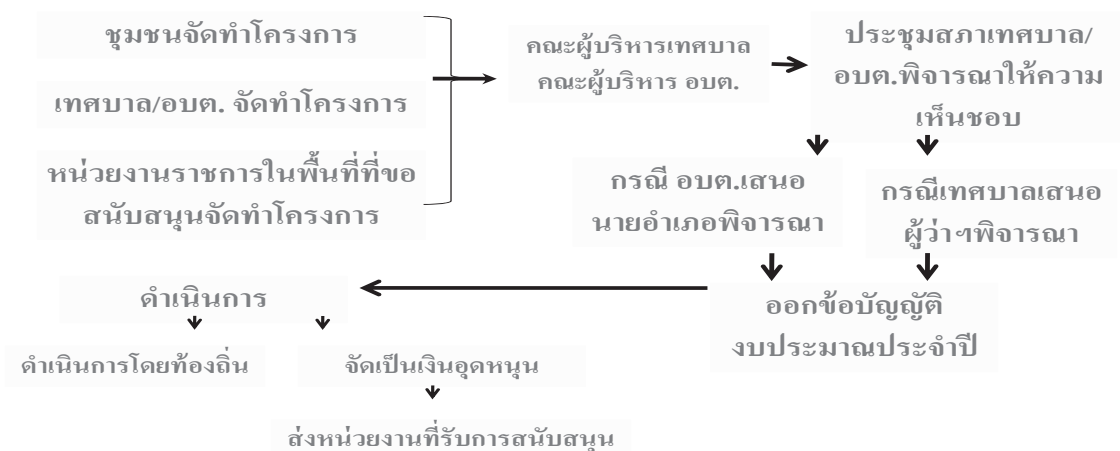 ชุมชนจัดทำโครงการ
เทศบาล/อบต. จัดทำโครงการ
หน่วยงานราชการในพื้นที่ที่ขอ
สนับสนุนจัดทำโครงการ
คณะผู้บริหารเทศบาล
คณะผู้บริหาร อบต.
ประชุมสภาเทศบาล/
อบต.พิจารณาให้ความ
เห็นชอบ
กรณี อบต.เสนอ
นายอำเภอพิจารณา
กรณีเทศบาลเสนอ
ผู้ว่าฯพิจารณา
ออกข้อบัญญัติ
งบประมาณประจำปี
ดำเนินการ
ดำเนินการโดยท้องถิ่น
จัดเป็นเงินอุดหนุน
ส่งหน่วยงานที่รับการสนับสนุน